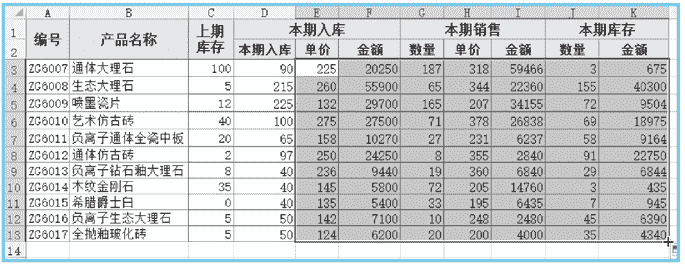 A B C D E F G H I J K
1 编号 产品名称 上期库存 本期入库 本期销售 本期库存
2 本期入库 单价 金额 数量 单价 金额 数量 金额
3 ZG6007 通体大理石 100 90 225 20250 187 318 59466 3 675
4 ZG6008 生态大理石 5 215 260 55900 65 344 22360 155 40300
5 ZG6009 喷墨瓷片 12 225 132 29700 165 207 34155 72 9504
6 ZG6010 艺术仿古砖 40 100 275 27500 71 378 26838 69 18975
7 ZG6011 负离子通体全瓷中板 20 65 158 10270 27 231 6237 58 9164
8 ZG6012 通体仿古砖 2 97 250 24250 8 355 2840 91 22750
9 ZG6013 负离子钻石釉大理石 8 40 236 9440 19 360 6840 29 6844
10 ZG6014 木纹金刚石 35 40 145 5800 72 205 14760 3 435
11 ZG6015 希腊爵士白 0 40 135 5400 33 195 6435 7 945
12 ZG6016 负离子生态大理石 5 50 142 7100 10 248 2480 45 6390
13 ZG6017 全抛釉玻化砖 5 50 124 6200 20 200 4000 35 4340
14